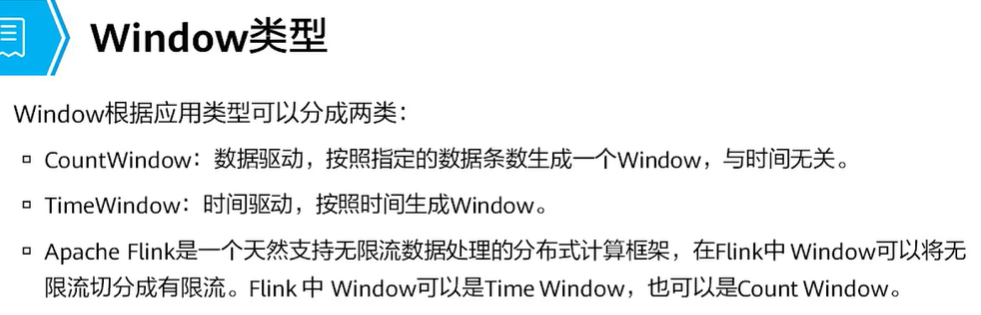 Window类型
Window根据应用类型可以分成两类：
▫ CountWindow：数据驱动，按照指定的数据条数生成一个Window，与时间无关。
▫ TimeWindow：时间驱动，按照时间生成Window。
▫ Apache Flink是一个天然支持无限流数据处理的分布式计算框架，在Flink中 Window可以将无
限流切分成有限流。Flink 中 Window可以是Time Window，也可以是Count Window。